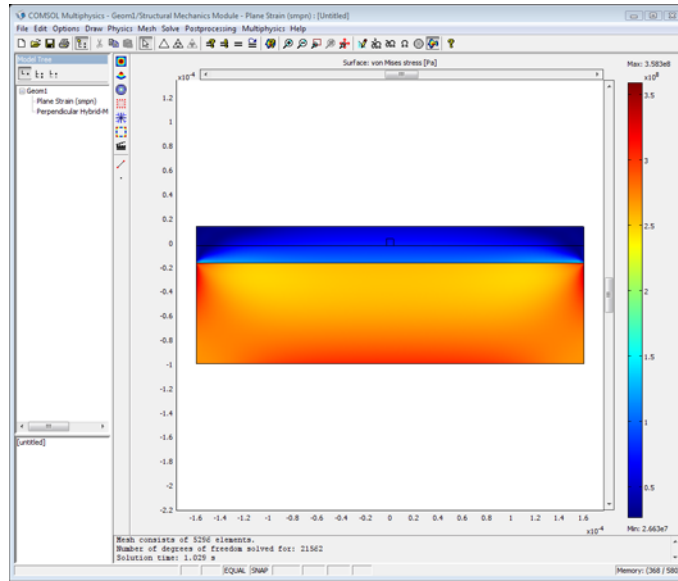 COMSOL Multiphysics - Geom1/Structural Mechanics Module - Plane Strain (smpn) : [Untitled]
File Edit Options Draw Physics Mesh Solve Postprocessing Multiphysics Help
Model Tree
Geom1
Plane Strain (smpn)
Perpendicular Hybrid-M
[untitled]
Surface: von Mises stress [Pa]
x10⁻⁴
1.2
1
0.8
0.6
0.4
0.2
0
-0.2
-0.4
-0.6
-0.8
-1
-1.2
-1.4
-1.6
-1.8
-2
-2.2
-1.6 -1.4 -1.2 -1 -0.8 -0.6 -0.4 -0.2 0 0.2 0.4 0.6 0.8 1 1.2 1.4 1.6
x10⁻⁴
Max: 3.583e8
x10⁸
3.5
3
2.5
2
1.5
1
0.5
Min: 2.663e7
Mesh consists of 5296 elements.
Number of degrees of freedom solved for: 21562
Solution time: 1.029 s
EQUAL SNAP
Memory: (368 / 580